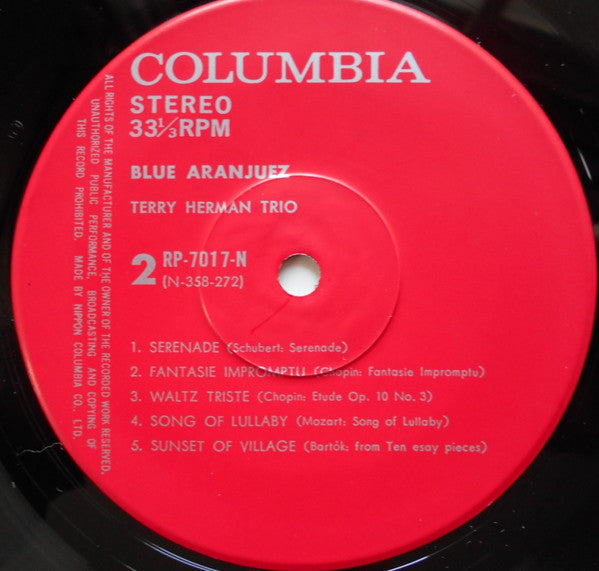 COLUMBIA
STEREO
33⅓RPM
BLUE ARANJUEZ
TERRY HERMAN TRIO
2 RP-7017-N
(N-358-272)
1. SERENADE (Schubert: Serenade)
2. FANTASIE IMPROMPTU (Chopin: Fantasie Impromptu)
3. WALTZ TRISTE (Chopin: Etude Op. 10 No. 3)
4. SONG OF LULLABY (Mozart: Song of Lullaby)
5. SUNSET OF VILLAGE (Bartók: from Ten esay pieces)
ALL RIGHTS OF THE MANUFACTURER AND OF THE OWNER OF THE RECORDED WORK RESERVED.
UNAUTHORIZED PUBLIC PERFORMANCE, BROADCASTING AND COPYING OF
THIS RECORD PROHIBITED. MADE BY NIPPON COLUMBIA CO., LTD.